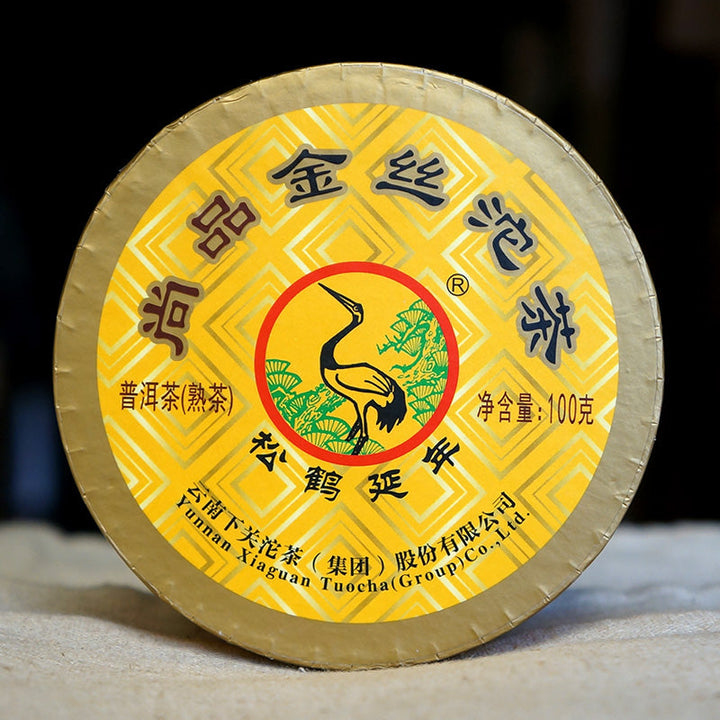 尚品金丝沱茶
®
普洱茶(熟茶)
净含量:100克
松鹤延年
云南下关沱茶(集团)股份有限公司
Yunnan Xiaguan Tuocha(Group)Co.,Ltd.